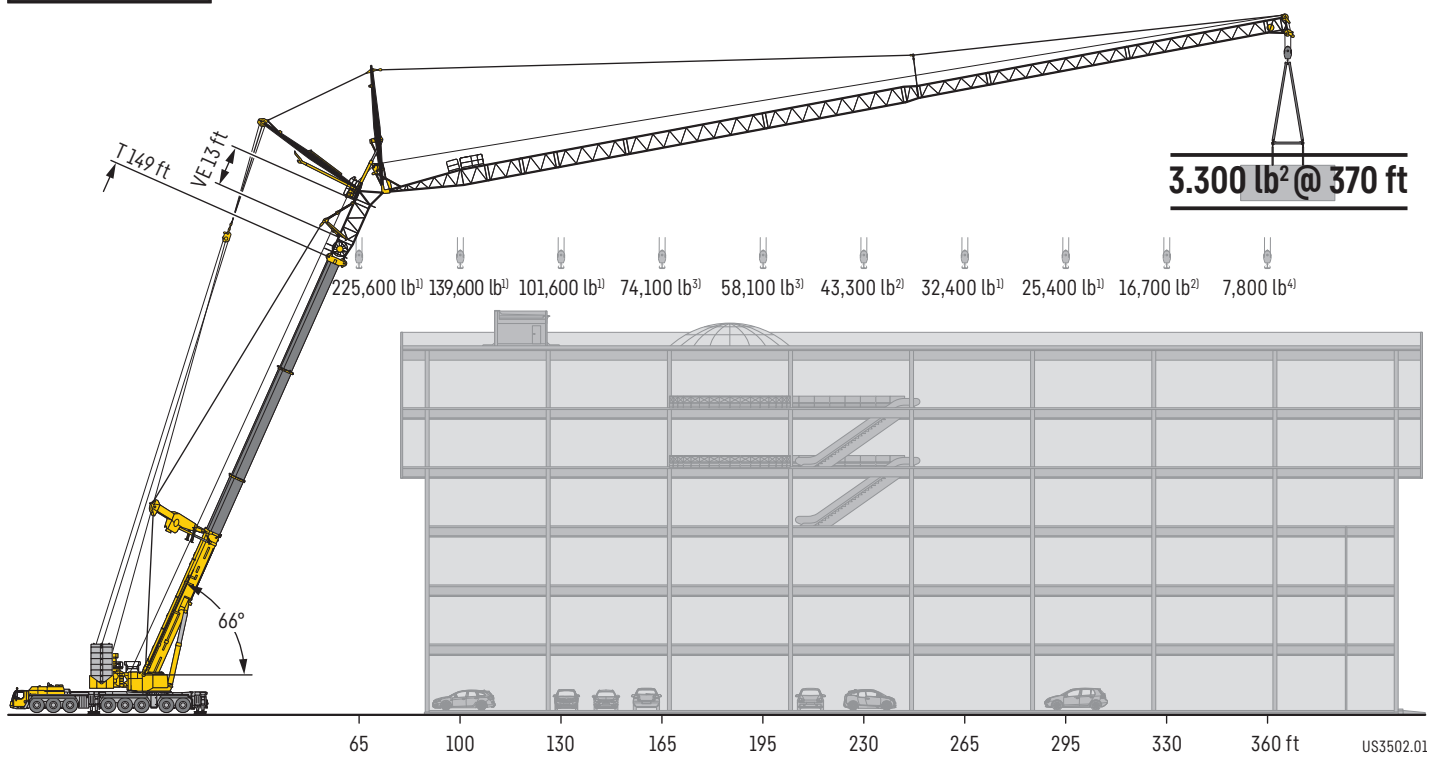 T 149 ft
VE 13 ft
3.300 lb² @ 370 ft
225,600 lb¹⁾ 139,600 lb¹⁾ 101,600 lb¹⁾ 74,100 lb³⁾ 58,100 lb³⁾ 43,300 lb²⁾ 32,400 lb¹⁾ 25,400 lb¹⁾ 16,700 lb²⁾ 7,800 lb⁴⁾
66°
65 100 130 165 195 230 265 295 330 360 ft
US3502.01